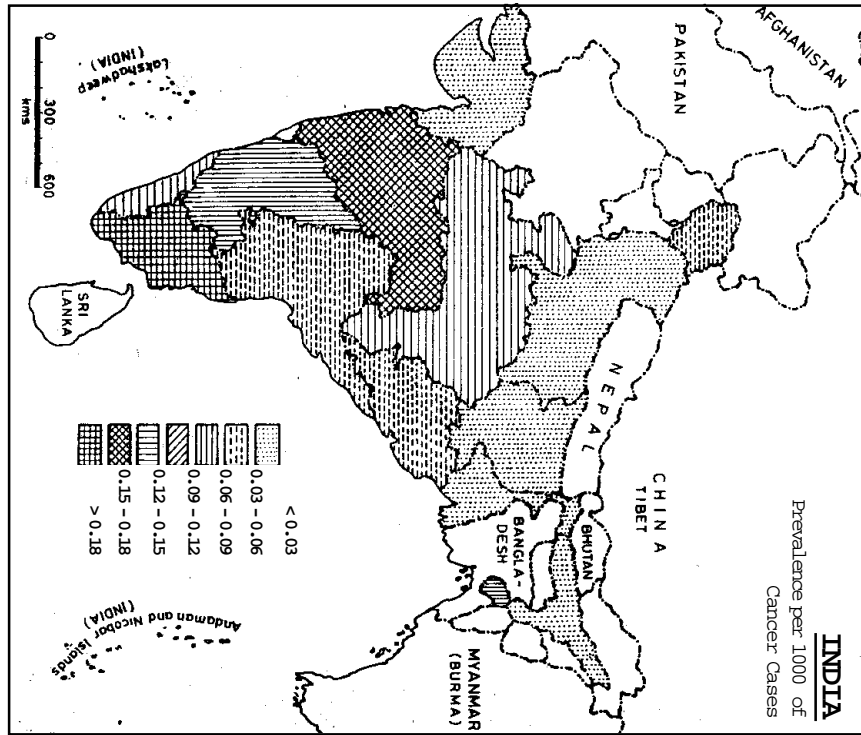 INDIA
Prevalence per 1000 of
Cancer Cases
AFGHANISTAN
PAKISTAN
CHINA
TIBET
NEPAL
BHUTAN
BANGLA-
DESH
MYANMAR
(BURMA)
SRI
LANKA
Lakshadweep
(INDIA)
Andaman and Nicobar Islands
(INDIA)
0 300 600
kms
< 0.03
0.03 - 0.06
0.06 - 0.09
0.09 - 0.12
0.12 - 0.15
0.15 - 0.18
> 0.18